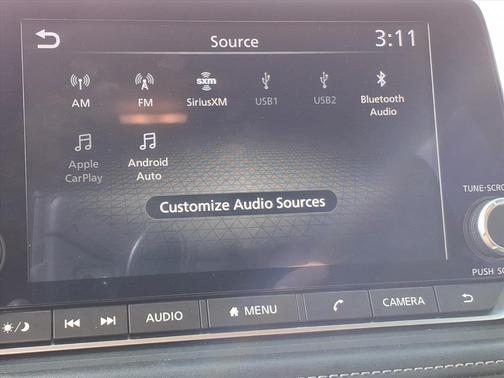 Source
3:11
AM
FM
sxm
SiriusXM
USB1
USB2
Bluetooth
Audio
Apple
CarPlay
Android
Auto
Customize Audio Sources
TUNE·SCRO
PUSH SO
AUDIO
MENU
CAMERA